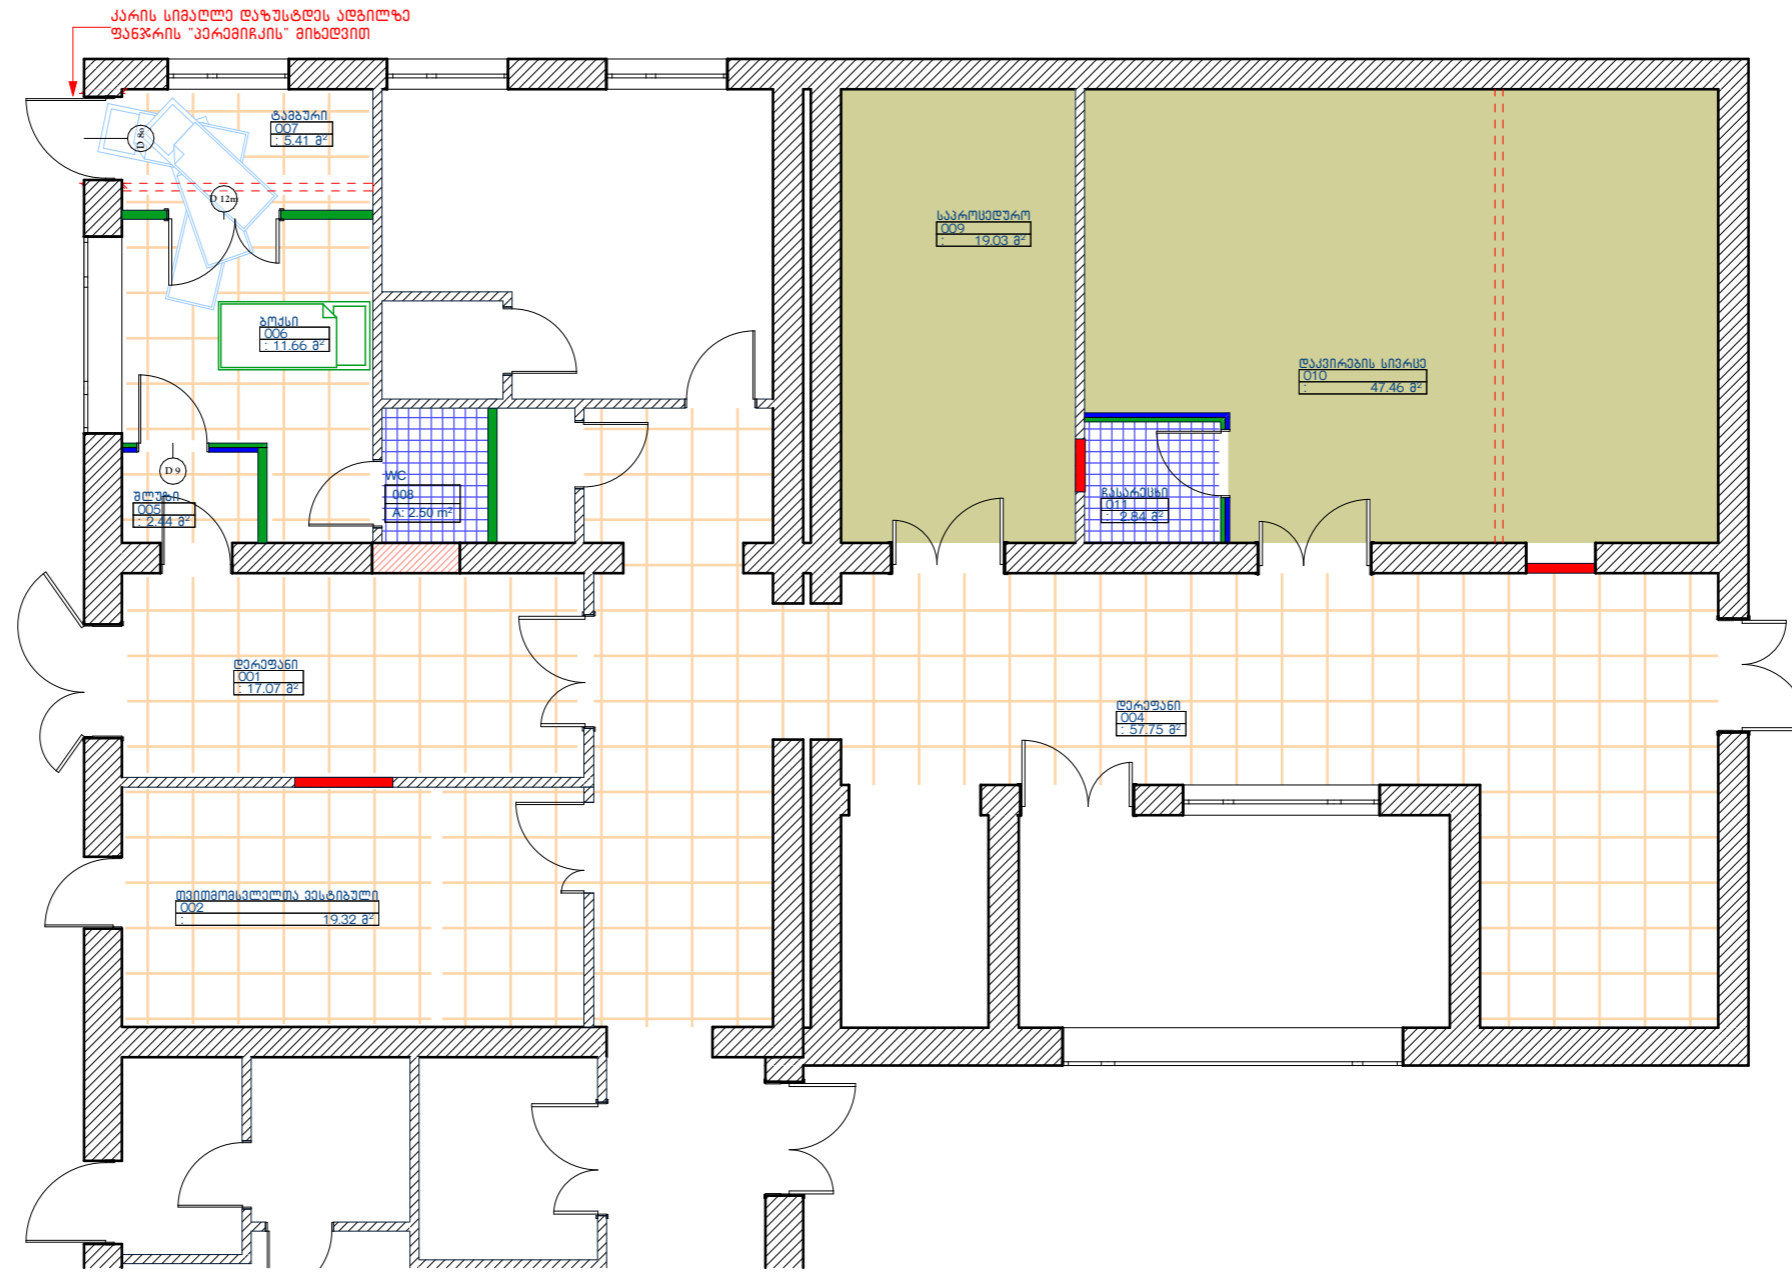 კარის სიმაღლე დაზუსტდეს ადგილზე
ფანჯრის "პერემიჩკის" მიხედვით
ტამბური
007
: 5.41 მ²
D 8დ
D 12m
ბოქსი
006
: 11.66 მ²
D 9
შლუზი
005
: 2.44 მ²
WC
008
A: 2.50 m²
საპროცედურო
009
: 19.03 მ²
დაკვირვების სივრცე
010
: 47.46 მ²
ჩასარეცხი
011
: 2.84 მ²
დერეფანი
001
: 17.07 მ²
დერეფანი
004
: 57.75 მ²
თვითმომსვლელთა ვესტიბული
002
: 19.32 მ²